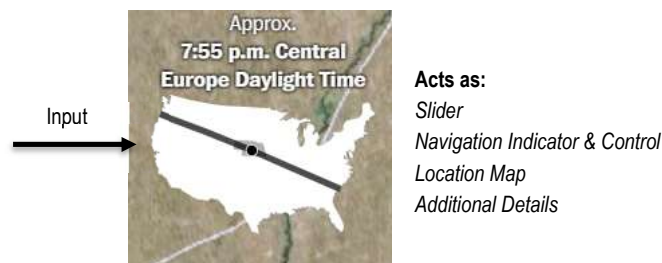 Approx.
7:55 p.m. Central
Europe Daylight Time
Input
Acts as:
Slider
Navigation Indicator & Control
Location Map
Additional Details